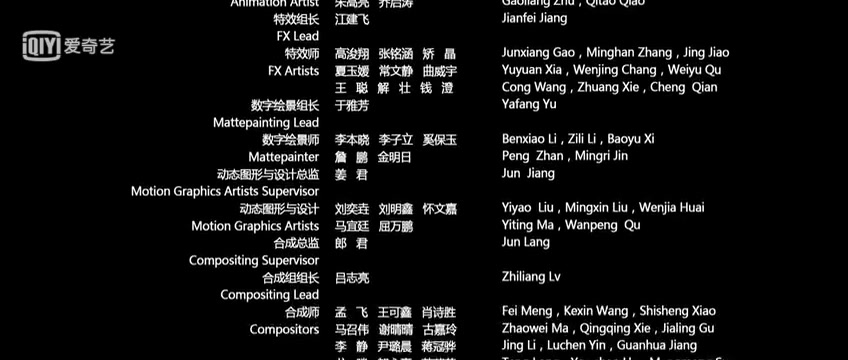 Animation Artist 朱高亮 乔启涛 Gaoliang Zhu , Qitao Qiao
iQIYI 爱奇艺
特效组长 江建飞 Jianfei Jiang
FX Lead
特效师 高浚翔 张铭涵 矫 晶 Junxiang Gao , Minghan Zhang , Jing Jiao
FX Artists 夏玉媛 常文静 曲威宇 Yuyuan Xia , Wenjing Chang , Weiyu Qu
王 聪 解 壮 钱 澄 Cong Wang , Zhuang Xie , Cheng Qian
数字绘景组长 于雅芳 Yafang Yu
Mattepainting Lead
数字绘景师 李本晓 李子立 奚保玉 Benxiao Li , Zili Li , Baoyu Xi
Mattepainter 詹 鹏 金明日 Peng Zhan , Mingri Jin
动态图形与设计总监 姜 君 Jun Jiang
Motion Graphics Artists Supervisor
动态图形与设计 刘奕垚 刘明鑫 怀文嘉 Yiyao Liu , Mingxin Liu , Wenjia Huai
Motion Graphics Artists 马宜廷 屈万鹏 Yiting Ma , Wanpeng Qu
合成总监 郎 君 Jun Lang
Compositing Supervisor
合成组组长 吕志亮 Zhiliang Lv
Compositing Lead
合成师 孟 飞 王可鑫 肖诗胜 Fei Meng , Kexin Wang , Shisheng Xiao
Compositors 马召伟 谢晴晴 古嘉玲 Zhaowei Ma , Qingqing Xie , Jialing Gu
李 静 尹璐晨 蒋冠骅 Jing Li , Luchen Yin , Guanhua Jiang